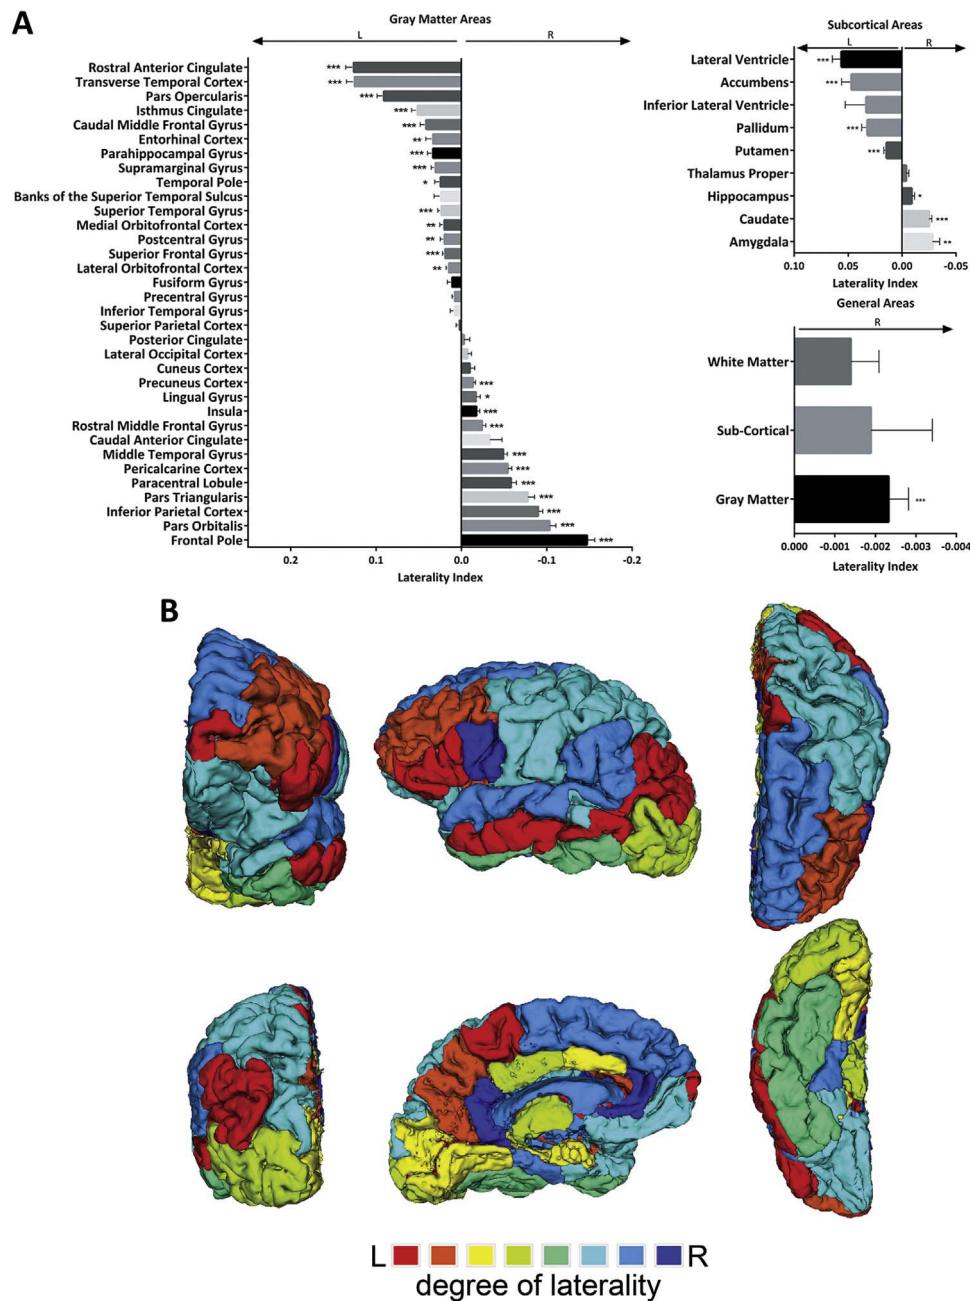 A
Gray Matter Areas
L
R
Rostral Anterior Cingulate ***
Transverse Temporal Cortex ***
Pars Opercularis ***
Isthmus Cingulate ***
Caudal Middle Frontal Gyrus ***
Entorhinal Cortex **
Parahippocampal Gyrus ***
Supramarginal Gyrus ***
Temporal Pole *
Banks of the Superior Temporal Sulcus
Superior Temporal Gyrus ***
Medial Orbitofrontal Cortex **
Postcentral Gyrus **
Superior Frontal Gyrus ***
Lateral Orbitofrontal Cortex **
Fusiform Gyrus
Precentral Gyrus
Inferior Temporal Gyrus
Superior Parietal Cortex
Posterior Cingulate
Lateral Occipital Cortex
Cuneus Cortex
Precuneus Cortex ***
Lingual Gyrus *
Insula ***
Rostral Middle Frontal Gyrus ***
Caudal Anterior Cingulate
Middle Temporal Gyrus ***
Pericalcarine Cortex ***
Paracentral Lobule ***
Pars Triangularis ***
Inferior Parietal Cortex ***
Pars Orbitalis ***
Frontal Pole ***
0.2 0.1 0.0 -0.1 -0.2
Laterality Index
Subcortical Areas
L R
Lateral Ventricle ***
Accumbens ***
Inferior Lateral Ventricle
Pallidum ***
Putamen ***
Thalamus Proper
Hippocampus *
Caudate ***
Amygdala **
0.10 0.05 0.00 -0.05
Laterality Index
General Areas
R
White Matter
Sub-Cortical
Gray Matter ***
0.000 -0.001 -0.002 -0.003 -0.004
Laterality Index
B
L R
degree of laterality